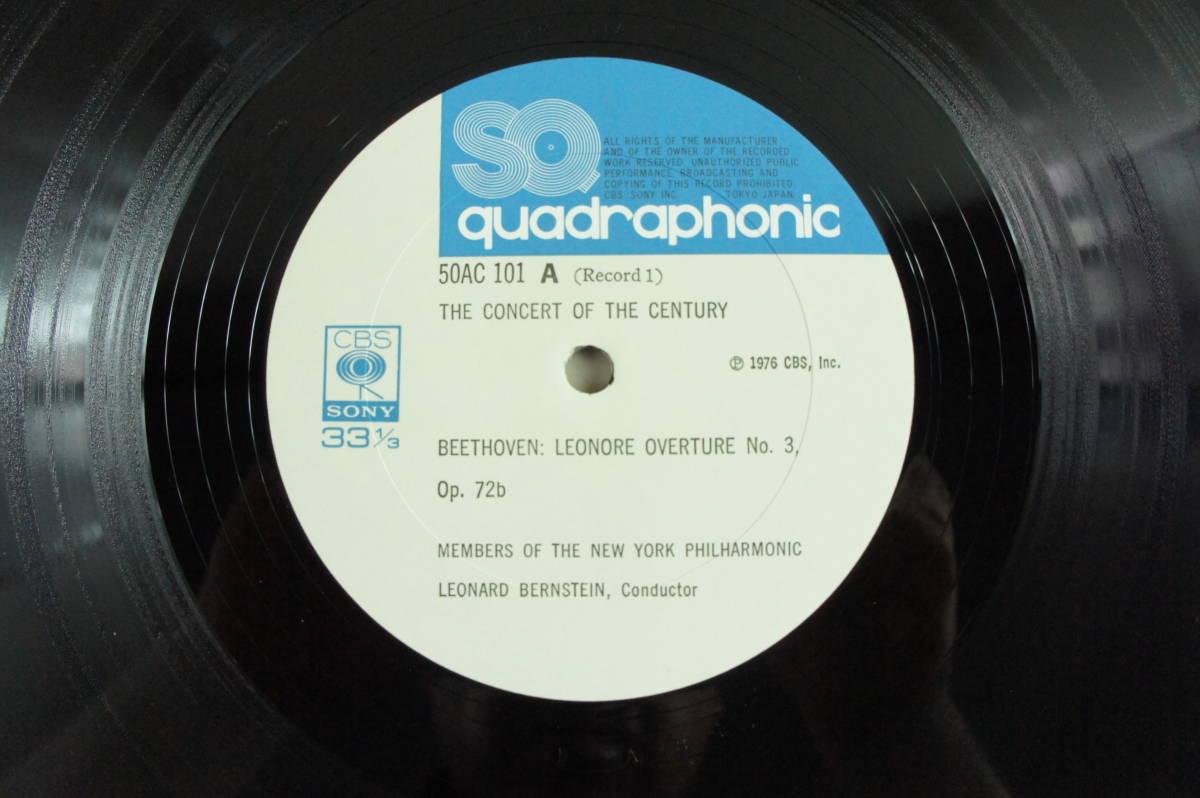 SQ
ALL RIGHTS OF THE MANUFACTURER
AND OF THE OWNER OF THE RECORDED
WORK RESERVED. UNAUTHORIZED PUBLIC
PERFORMANCE, BROADCASTING AND
COPYING OF THIS RECORD PROHIBITED.
CBS/SONY INC. TOKYO JAPAN
quadraphonic
50AC 101 A (Record 1)
THE CONCERT OF THE CENTURY
CBS
SONY
33 1/3
℗ 1976 CBS, Inc.
BEETHOVEN: LEONORE OVERTURE No. 3,
Op. 72b
MEMBERS OF THE NEW YORK PHILHARMONIC
LEONARD BERNSTEIN, Conductor